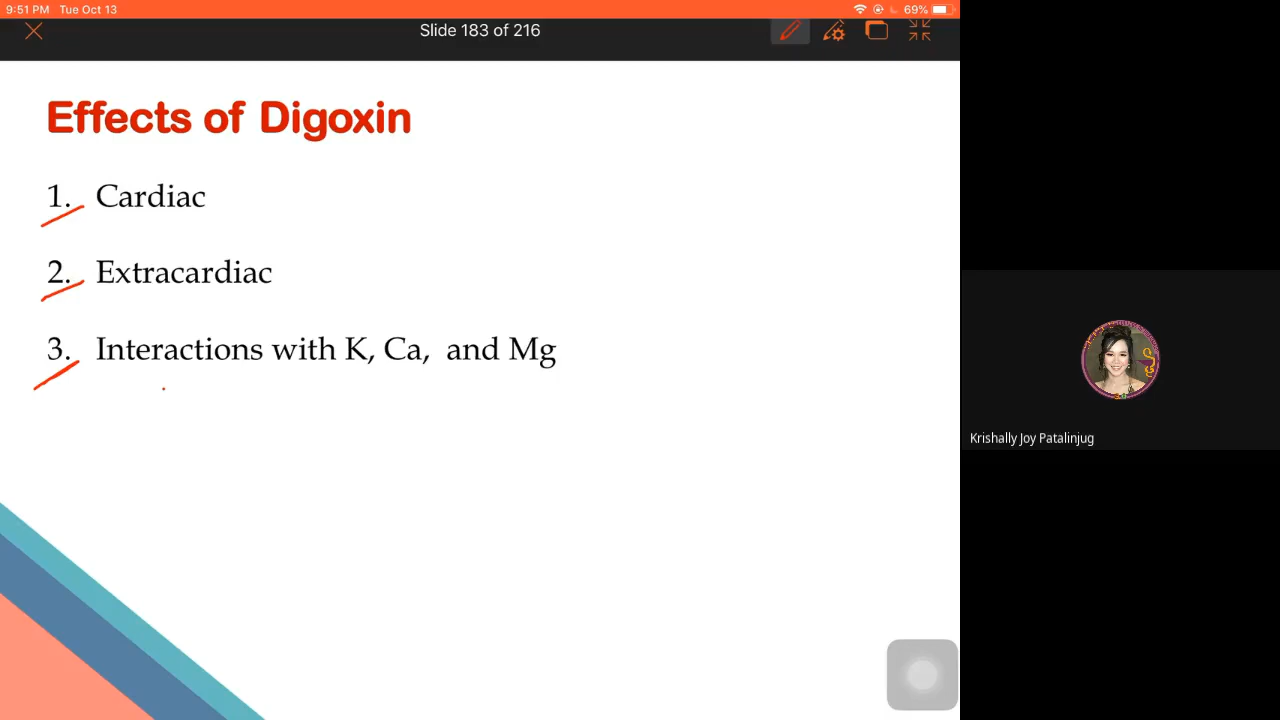 9:51 PM Tue Oct 13
69%
Slide 183 of 216
Effects of Digoxin
1. Cardiac
2. Extracardiac
3. Interactions with K, Ca, and Mg
Krishally Joy Patalinjug